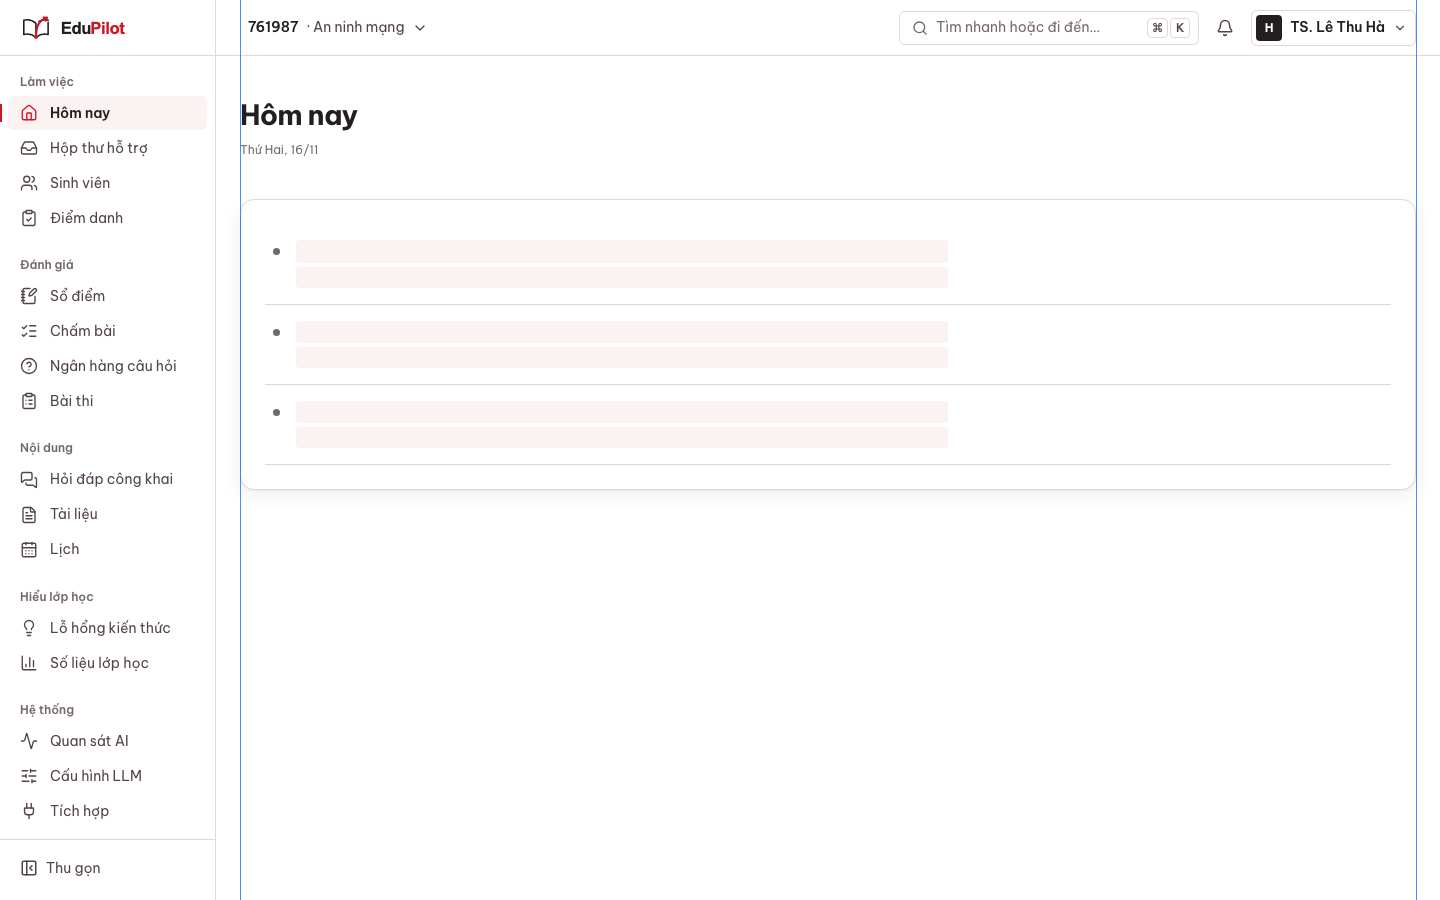 EduPilot
761987 · An ninh mạng
Tìm nhanh hoặc đi đến...
⌘ K
H TS. Lê Thu Hà
Làm việc
Hôm nay
Hộp thư hỗ trợ
Sinh viên
Điểm danh
Đánh giá
Sổ điểm
Chấm bài
Ngân hàng câu hỏi
Bài thi
Nội dung
Hỏi đáp công khai
Tài liệu
Lịch
Hiểu lớp học
Lỗ hổng kiến thức
Số liệu lớp học
Hệ thống
Quan sát AI
Cấu hình LLM
Tích hợp
Thu gọn
Hôm nay
Thứ Hai, 16/11